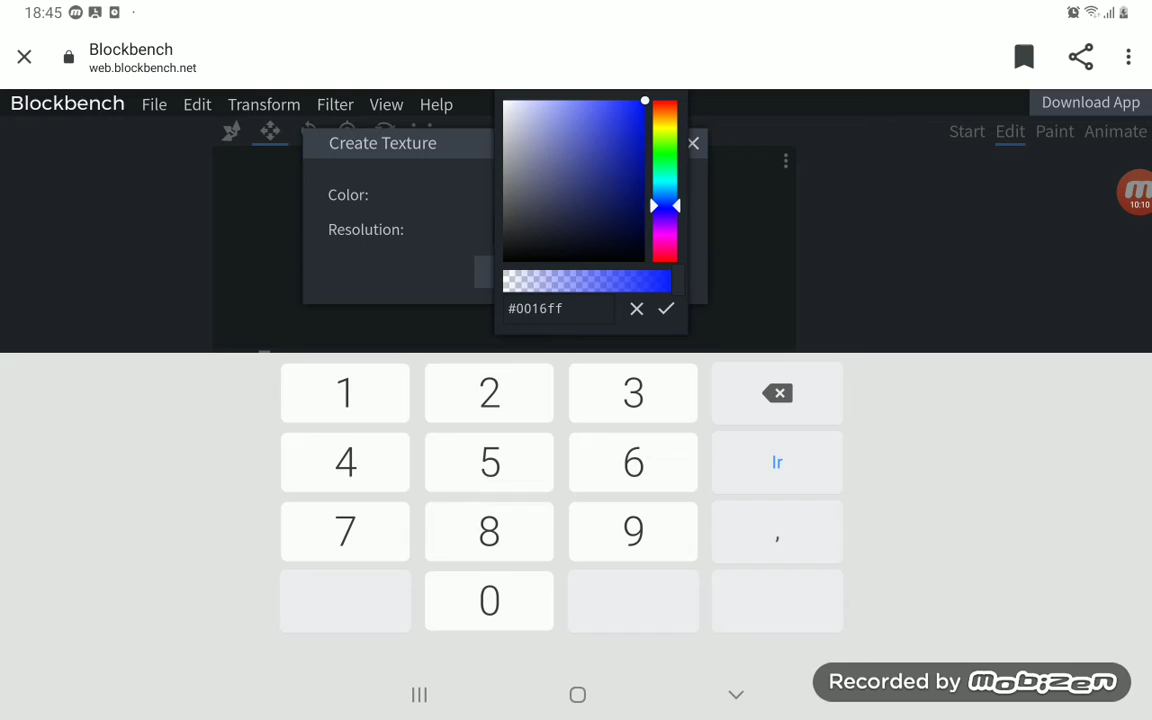 18:45
Blockbench
web.blockbench.net
Blockbench File Edit Transform Filter View Help Download App
Start Edit Paint Animate
Create Texture
Color:
Resolution:
10:10
#0016ff
1 2 3
4 5 6 Ir
7 8 9 ,
0
Recorded by mobizen